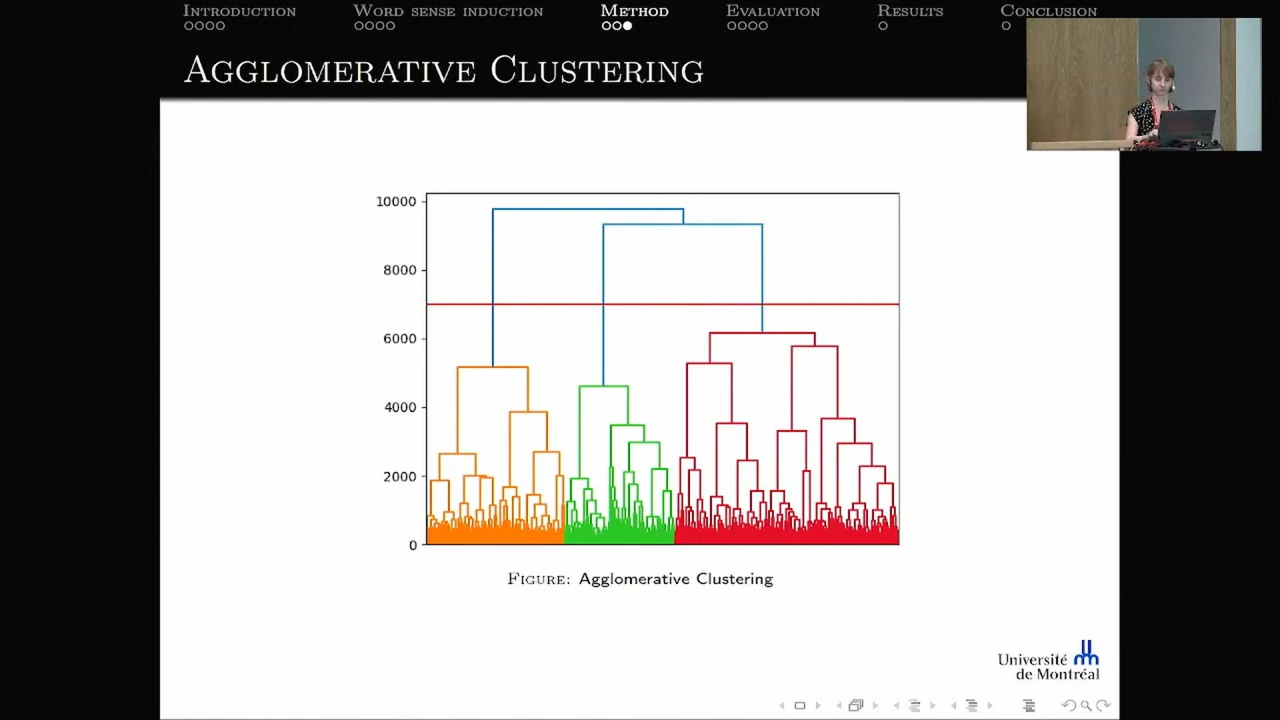 Introduction Word sense induction Method Evaluation Results Conclusion
Agglomerative Clustering
10000
8000
6000
4000
2000
0
Figure: Agglomerative Clustering
Université
de Montréal